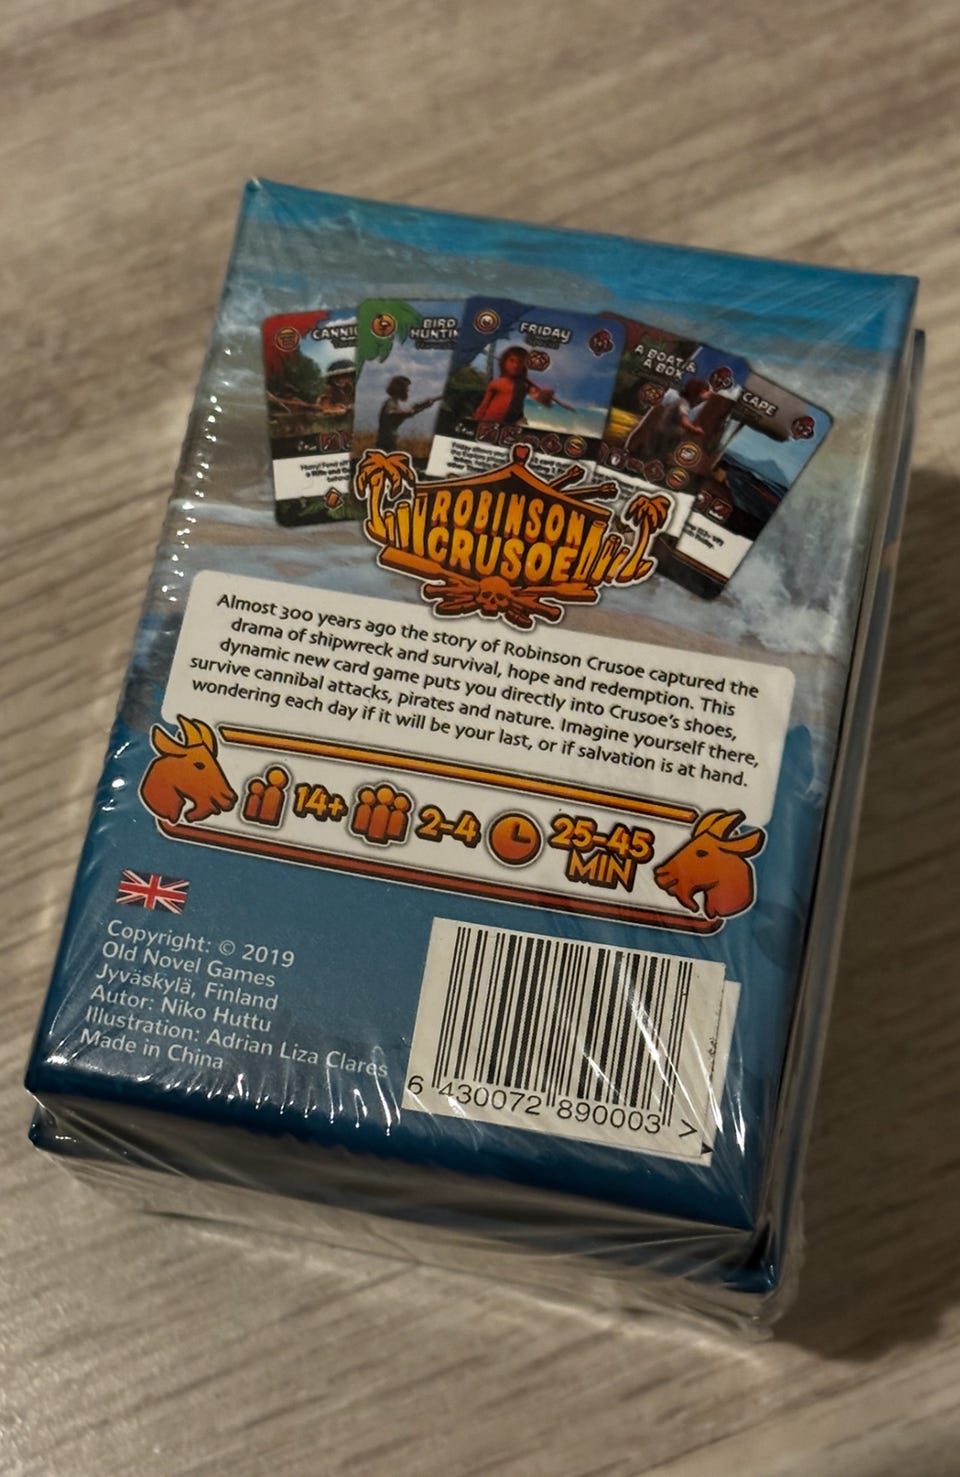 BIRD
HUNTIN
FRIDAY
A BOAT &
A BOX
CAPE
CANNI
ROBINSON
CRUSOE
Almost 300 years ago the story of Robinson Crusoe captured the
drama of shipwreck and survival, hope and redemption. This
dynamic new card game puts you directly into Crusoe's shoes,
survive cannibal attacks, pirates and nature. Imagine yourself there,
wondering each day if it will be your last, or if salvation is at hand.
14+ 2-4 25-45
MIN
Copyright: © 2019
Old Novel Games
Jyväskylä, Finland
Autor: Niko Huttu
Illustration: Adrian Liza Clares
Made in China
6 430072 890003 >